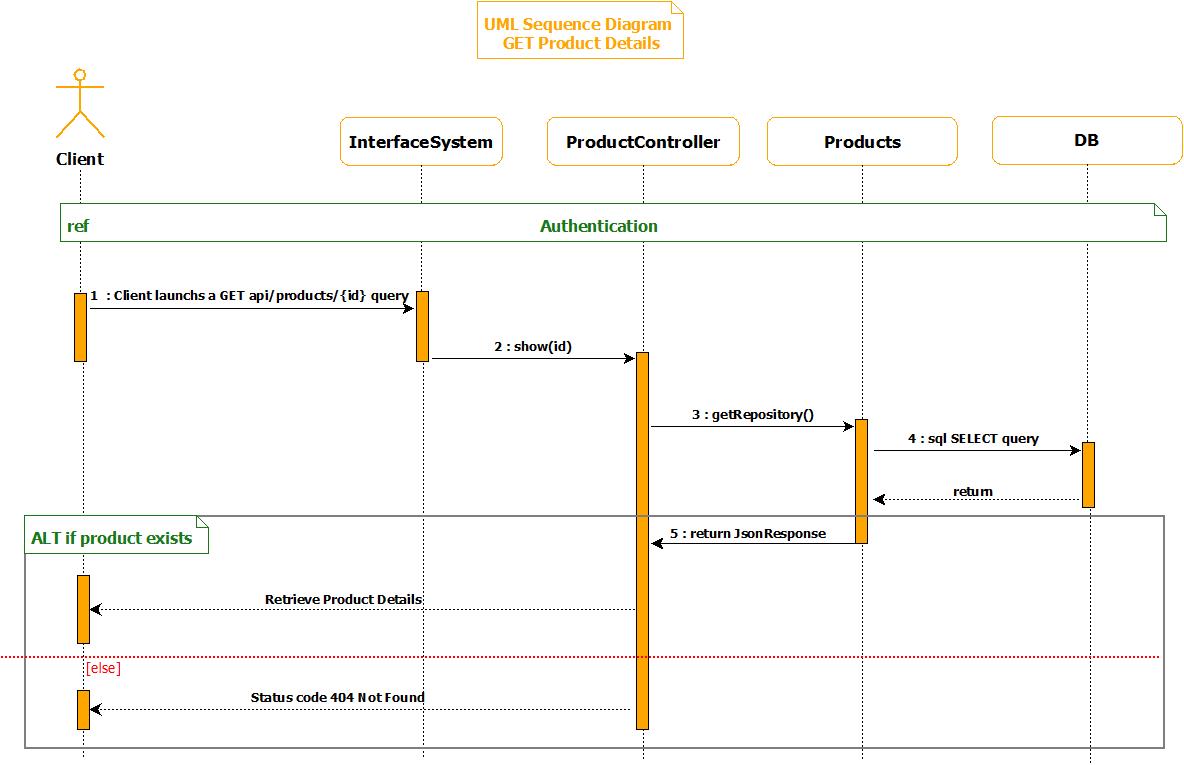 UML Sequence Diagram
GET Product Details
Client
InterfaceSystem
ProductController
Products
DB
ref
Authentication
1 : Client launchs a GET api/products/{id} query
2 : show(id)
3 : getRepository()
4 : sql SELECT query
return
ALT if product exists
5 : return JsonResponse
Retrieve Product Details
[else]
Status code 404 Not Found